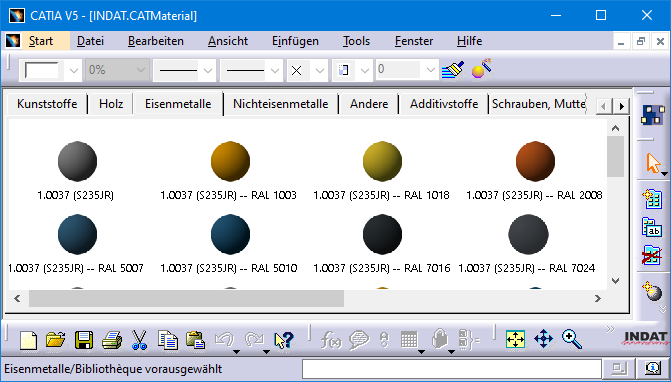 CATIA V5 - [INDAT.CATMaterial]
Start Datei Bearbeiten Ansicht Einfügen Tools Fenster Hilfe
0% 0
Kunststoffe Holz Eisenmetalle Nichteisenmetalle Andere Additivstoffe Schrauben, Mutte
1.0037 (S235JR) 1.0037 (S235JR) -- RAL 1003 1.0037 (S235JR) -- RAL 1018 1.0037 (S235JR) -- RAL 2008
1.0037 (S235JR) -- RAL 5007 1.0037 (S235JR) -- RAL 5010 1.0037 (S235JR) -- RAL 7016 1.0037 (S235JR) -- RAL 7024
ab
f(x)
INDAT
Eisenmetalle/Bibliothèque vorausgewählt